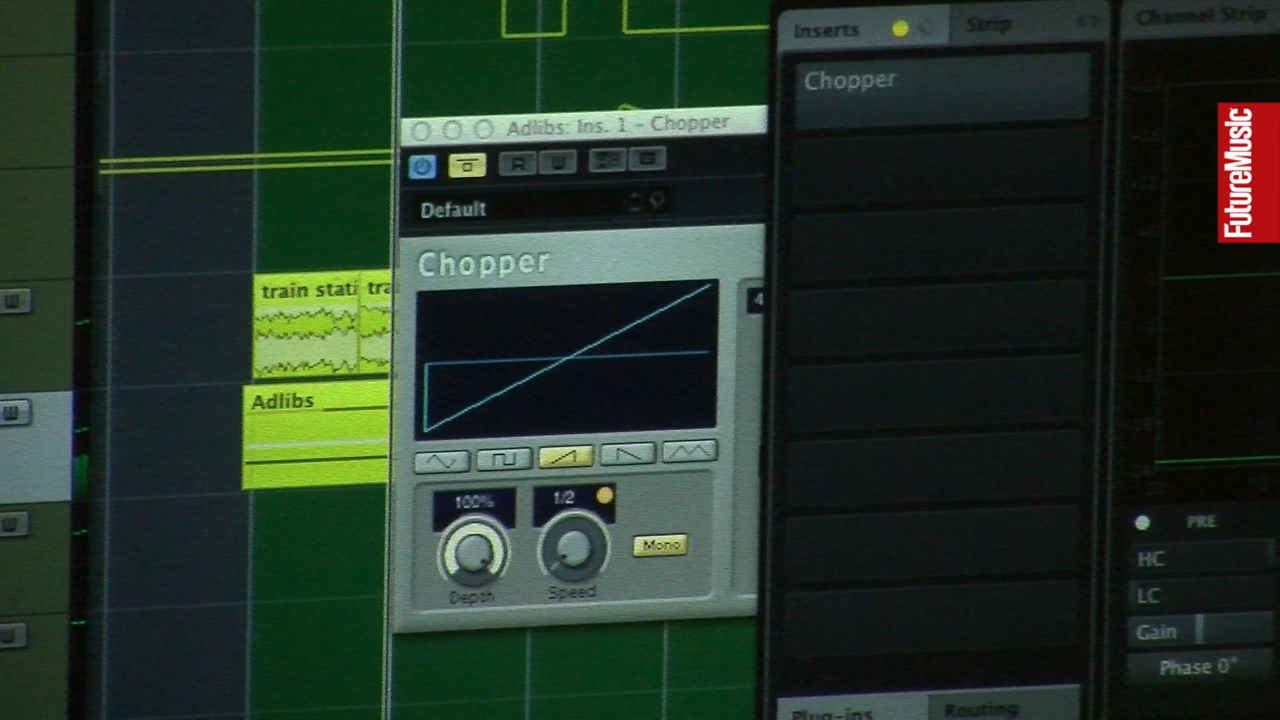 Inserts
Strip
Channel Strip
Chopper
FutureMusic
Adlibs: Ins. 1 - Chopper
R W
Default
Chopper
train stati
tra
4
W
Adlibs
W
100%
1/2
Mono
Depth
Speed
W
W
PRE
HC
LC
Gain
Phase 0°
Plug-ins
Routing